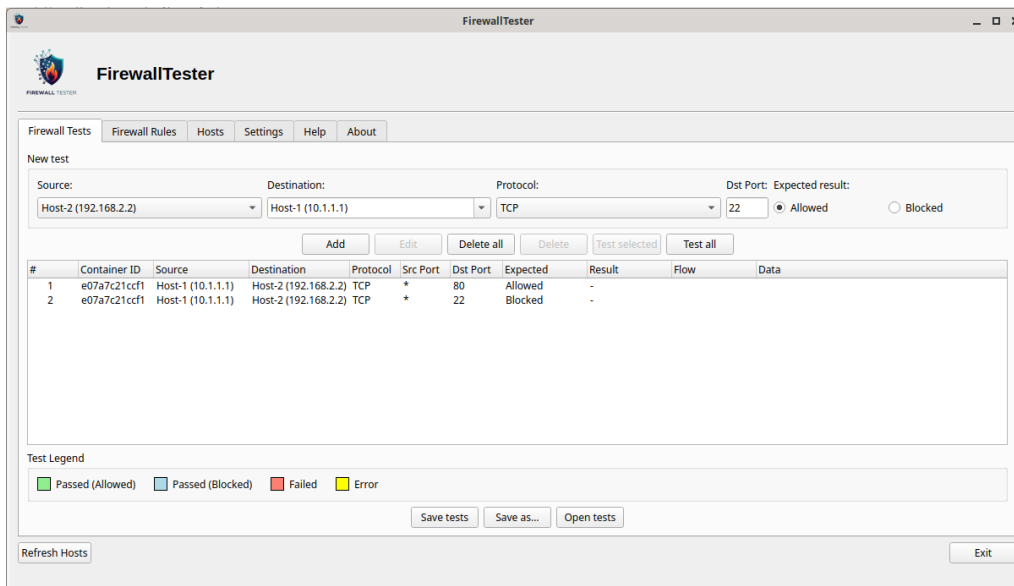 FirewallTester
FIREWALL TESTER
FirewallTester
Firewall Tests Firewall Rules Hosts Settings Help About
New test
Source: Destination: Protocol: Dst Port: Expected result:
Host-2 (192.168.2.2) Host-1 (10.1.1.1) TCP 22 Allowed Blocked
Add Edit Delete all Delete Test selected Test all
# Container ID Source Destination Protocol Src Port Dst Port Expected Result Flow Data
1 e07a7c21ccf1 Host-1 (10.1.1.1) Host-2 (192.168.2.2) TCP * 80 Allowed -
2 e07a7c21ccf1 Host-1 (10.1.1.1) Host-2 (192.168.2.2) TCP * 22 Blocked -
Test Legend
Passed (Allowed) Passed (Blocked) Failed Error
Save tests Save as... Open tests
Refresh Hosts Exit